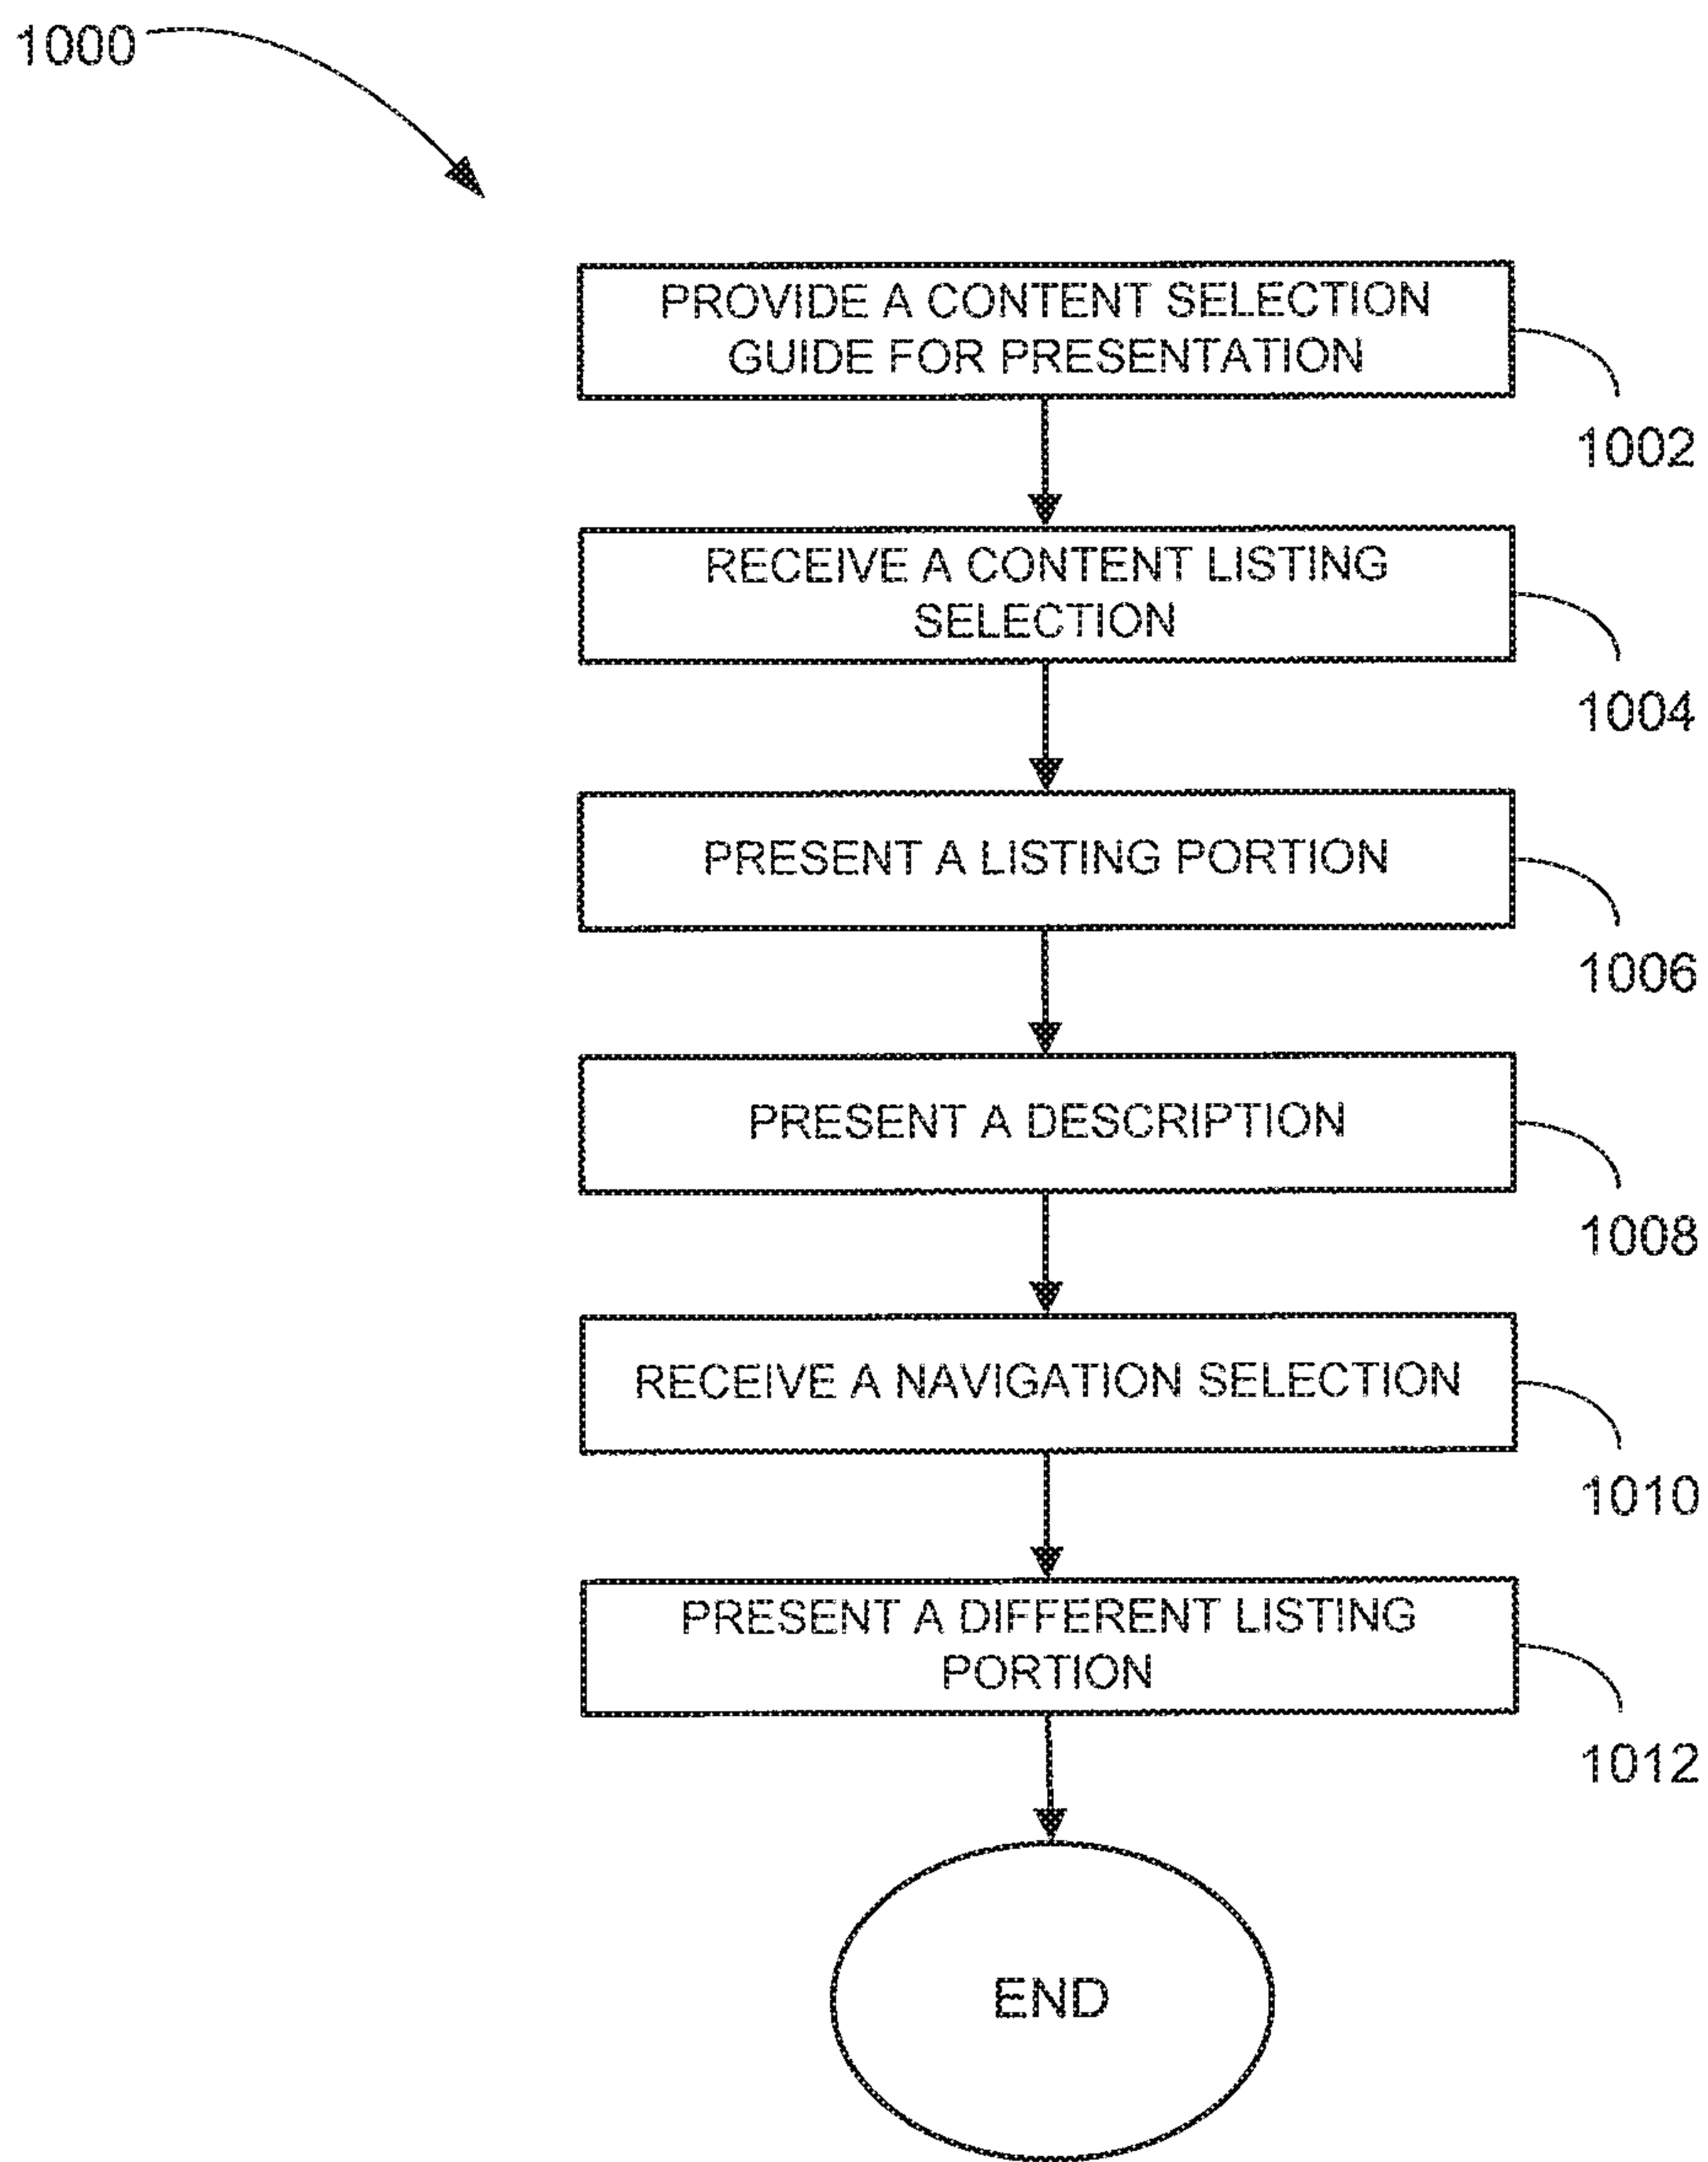 1000
PROVIDE A CONTENT SELECTION
GUIDE FOR PRESENTATION
1002
RECEIVE A CONTENT LISTING
SELECTION
1004
PRESENT A LISTING PORTION
1006
PRESENT A DESCRIPTION
1008
RECEIVE A NAVIGATION SELECTION
1010
PRESENT A DIFFERENT LISTING
PORTION
1012
END